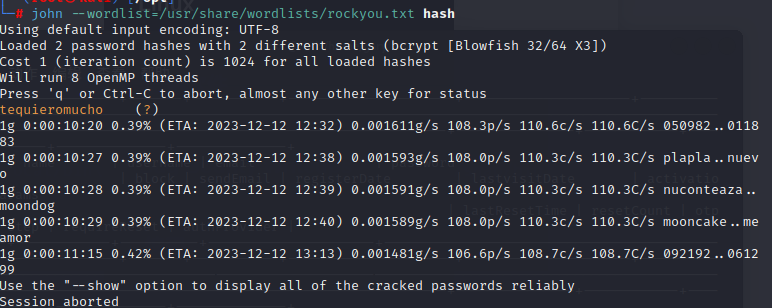 └─# john --wordlist=/usr/share/wordlists/rockyou.txt hash
Using default input encoding: UTF-8
Loaded 2 password hashes with 2 different salts (bcrypt [Blowfish 32/64 X3])
Cost 1 (iteration count) is 1024 for all loaded hashes
Will run 8 OpenMP threads
Press 'q' or Ctrl-C to abort, almost any other key for status
tequieromucho    (?)
1g 0:00:10:20 0.39% (ETA: 2023-12-12 12:32) 0.001611g/s 108.3p/s 110.6c/s 110.6C/s 050982..0118
83
1g 0:00:10:27 0.39% (ETA: 2023-12-12 12:38) 0.001593g/s 108.0p/s 110.3c/s 110.3C/s plapla..nuev
o
1g 0:00:10:28 0.39% (ETA: 2023-12-12 12:39) 0.001591g/s 108.0p/s 110.3c/s 110.3C/s nuconteaza..
moondog
1g 0:00:10:29 0.39% (ETA: 2023-12-12 12:40) 0.001589g/s 108.0p/s 110.3c/s 110.3C/s mooncake..me
amor
1g 0:00:11:15 0.42% (ETA: 2023-12-12 13:13) 0.001481g/s 106.6p/s 108.7c/s 108.7C/s 092192..0612
99
Use the "--show" option to display all of the cracked passwords reliably
Session aborted